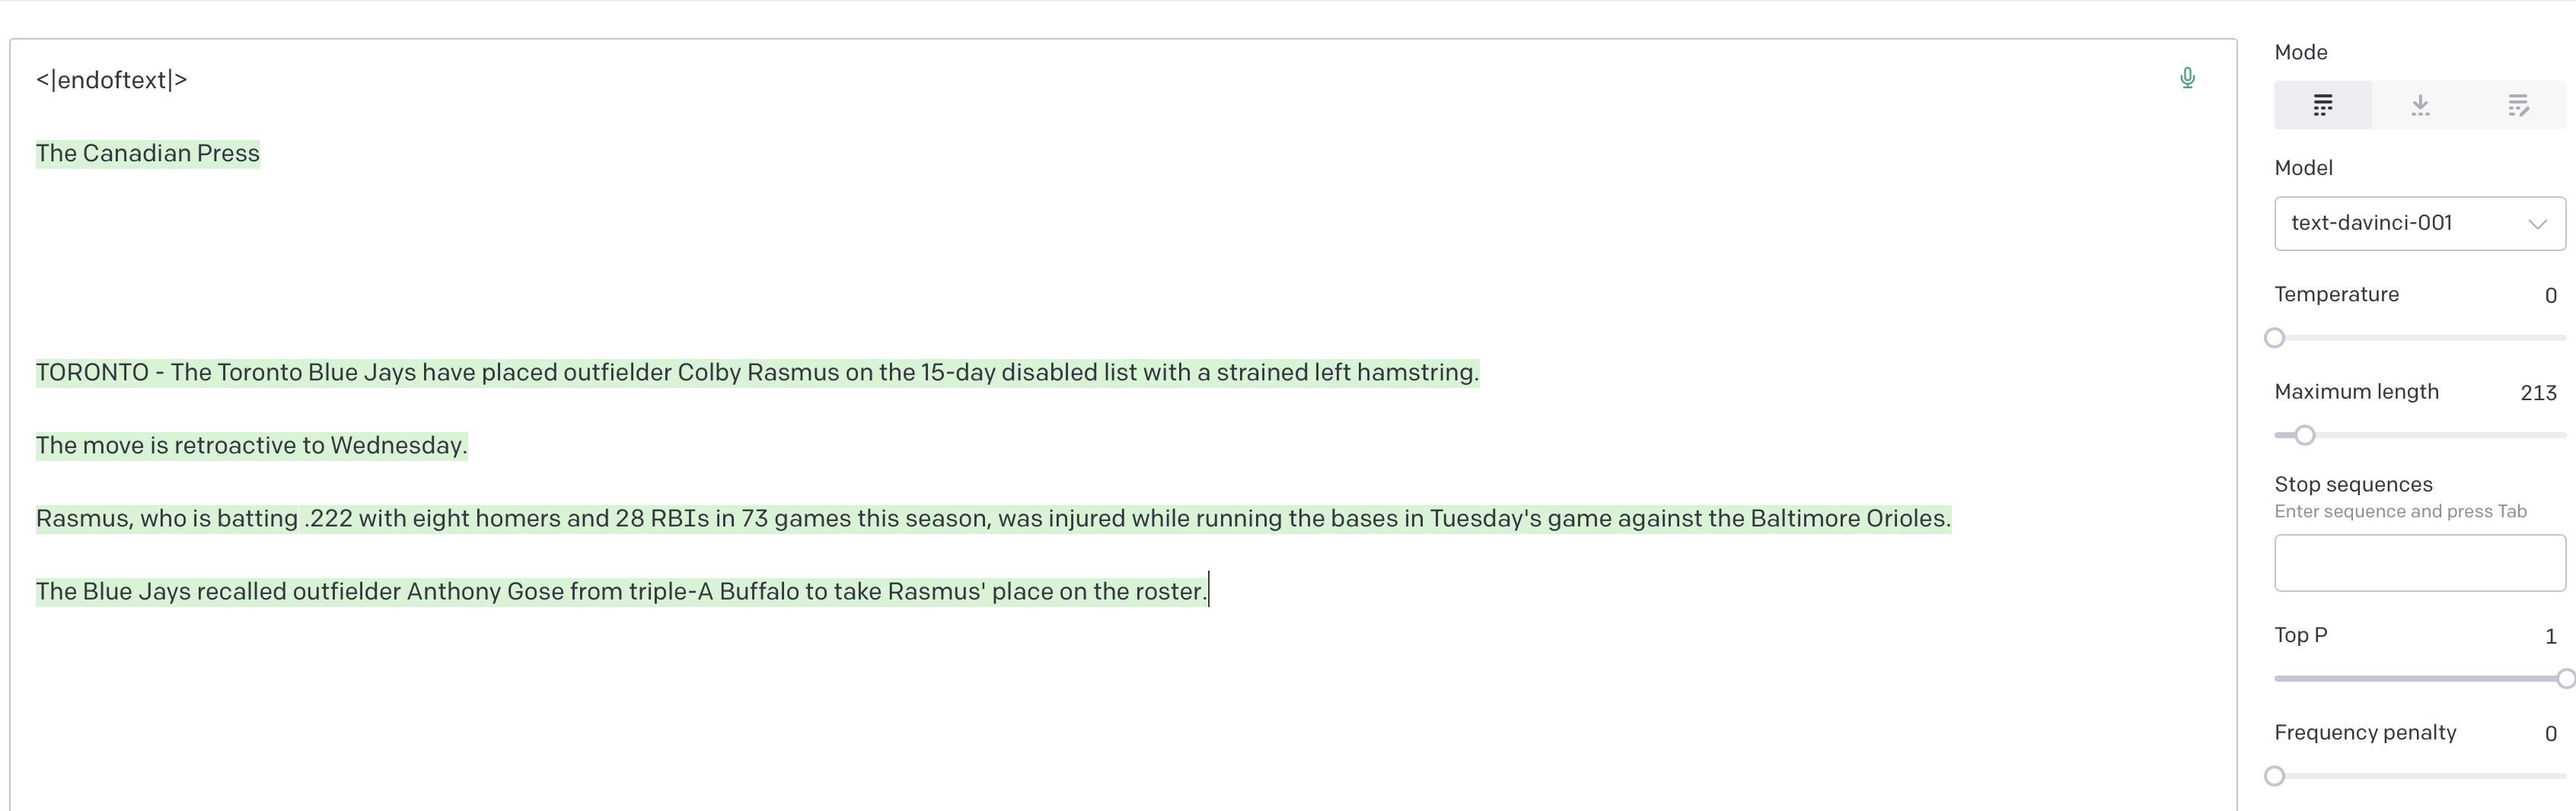 <|endoftext|>
The Canadian Press
TORONTO - The Toronto Blue Jays have placed outfielder Colby Rasmus on the 15-day disabled list with a strained left hamstring.
The move is retroactive to Wednesday.
Rasmus, who is batting .222 with eight homers and 28 RBIs in 73 games this season, was injured while running the bases in Tuesday's game against the Baltimore Orioles.
The Blue Jays recalled outfielder Anthony Gose from triple-A Buffalo to take Rasmus' place on the roster.
Mode
Model
text-davinci-001
Temperature 0
Maximum length 213
Stop sequences
Enter sequence and press Tab
Top P 1
Frequency penalty 0